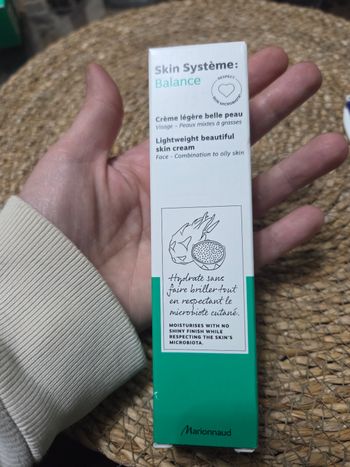 Skin Système:
Balance
RESPECT
SKIN MICROBIOTE
Crème légère belle peau
Visage - Peaux mixtes à grasses
Lightweight beautiful
skin cream
Face - Combination to oily skin
Hydrate sans
faire briller tout
en respectant le
microbiote cutané.
MOISTURISES WITH NO
SHINY FINISH WHILE
RESPECTING THE SKIN'S
MICROBIOTA.
Marionnaud